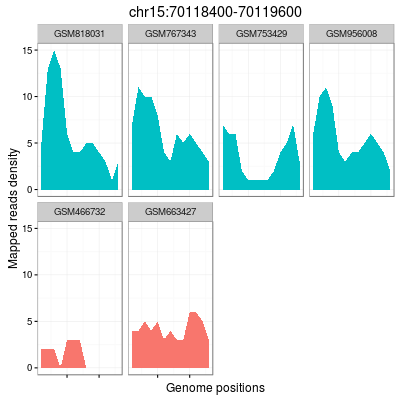 chr15:70118400-70119600
GSM818031 GSM767343 GSM753429 GSM956008
15
10
5
0
GSM466732 GSM663427
15
10
5
0
Mapped reads density
Genome positions